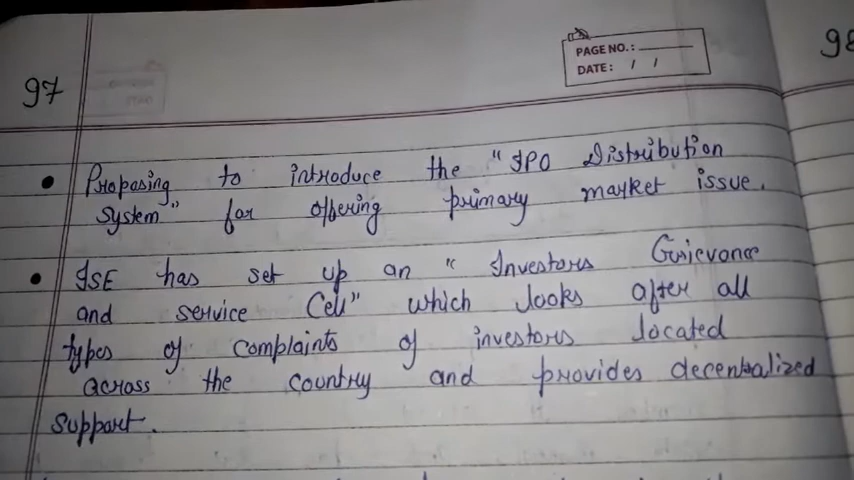 97
98
PAGE NO.:
DATE: / /
• Proposing to introduce the "IPO Distribution
System" for offering primary market issue.
• ISE has set up an "Investors Grievance
and service Cell" which looks after all
types of complaints of investors located
across the country and provides decentralized
support.